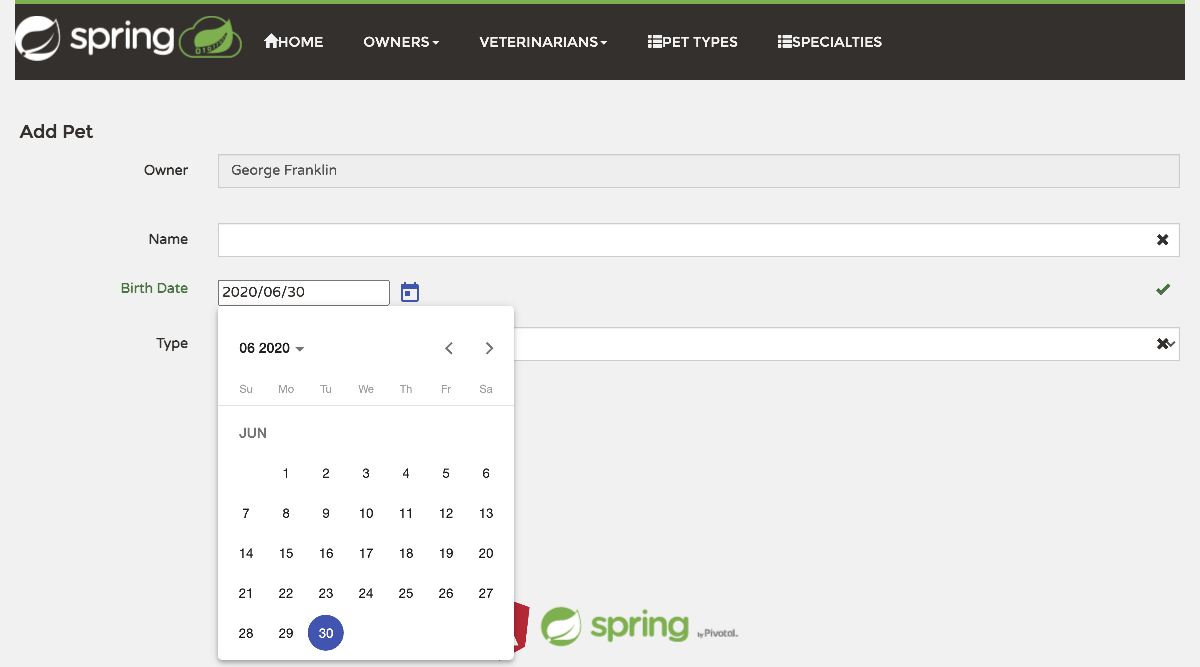 spring HOME OWNERS VETERINARIANS PET TYPES SPECIALTIES
Add Pet
Owner George Franklin
Name
Birth Date 2020/06/30
Type
06 2020
Su Mo Tu We Th Fr Sa
JUN
1 2 3 4 5 6
7 8 9 10 11 12 13
14 15 16 17 18 19 20
21 22 23 24 25 26 27
28 29 30
spring by Pivotal.